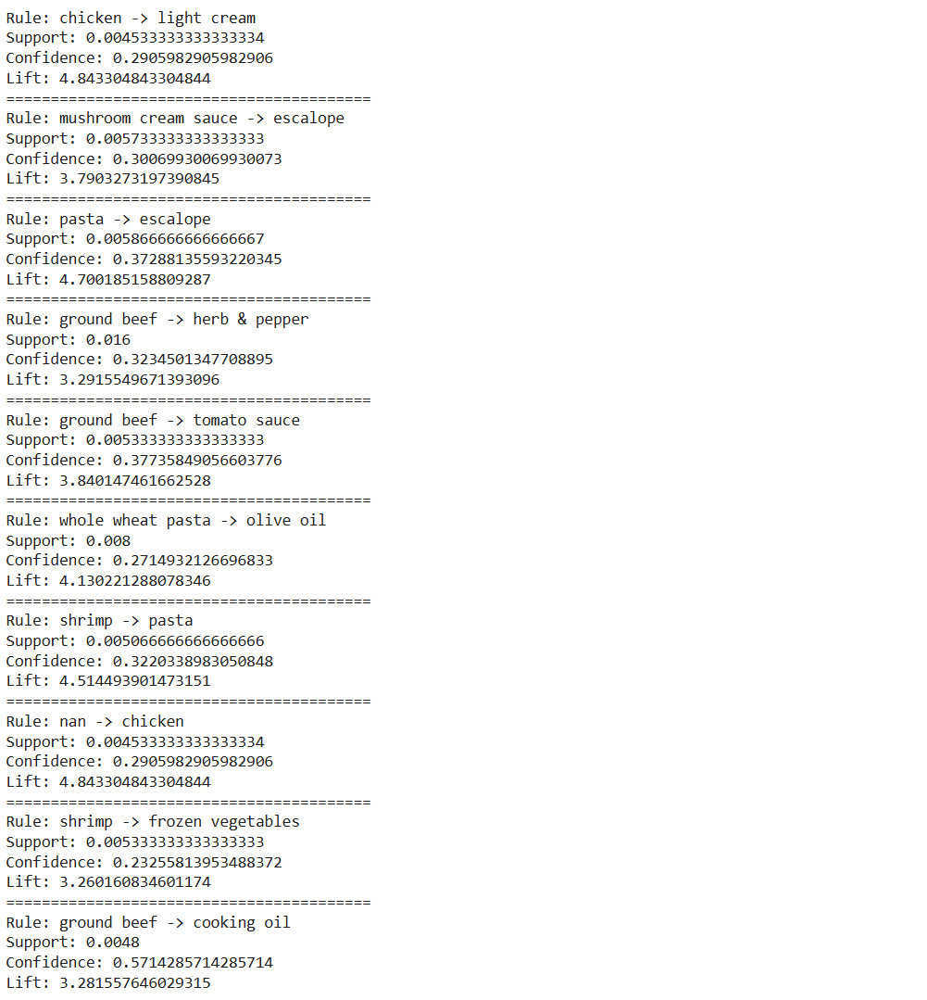 Rule: chicken -> light cream
Support: 0.004533333333333334
Confidence: 0.2905982905982906
Lift: 4.843304843304844
=========================================
Rule: mushroom cream sauce -> escalope
Support: 0.005733333333333333
Confidence: 0.30069930069930073
Lift: 3.7903273197390845
=========================================
Rule: pasta -> escalope
Support: 0.005866666666666667
Confidence: 0.37288135593220345
Lift: 4.700185158809287
=========================================
Rule: ground beef -> herb & pepper
Support: 0.016
Confidence: 0.3234501347708895
Lift: 3.2915549671393096
=========================================
Rule: ground beef -> tomato sauce
Support: 0.005333333333333333
Confidence: 0.37735849056603776
Lift: 3.840147461662528
=========================================
Rule: whole wheat pasta -> olive oil
Support: 0.008
Confidence: 0.2714932126696833
Lift: 4.130221288078346
=========================================
Rule: shrimp -> pasta
Support: 0.005066666666666666
Confidence: 0.3220338983050848
Lift: 4.514493901473151
=========================================
Rule: nan -> chicken
Support: 0.004533333333333334
Confidence: 0.2905982905982906
Lift: 4.843304843304844
=========================================
Rule: shrimp -> frozen vegetables
Support: 0.005333333333333333
Confidence: 0.23255813953488372
Lift: 3.260160834601174
=========================================
Rule: ground beef -> cooking oil
Support: 0.0048
Confidence: 0.5714285714285714
Lift: 3.281557646029315